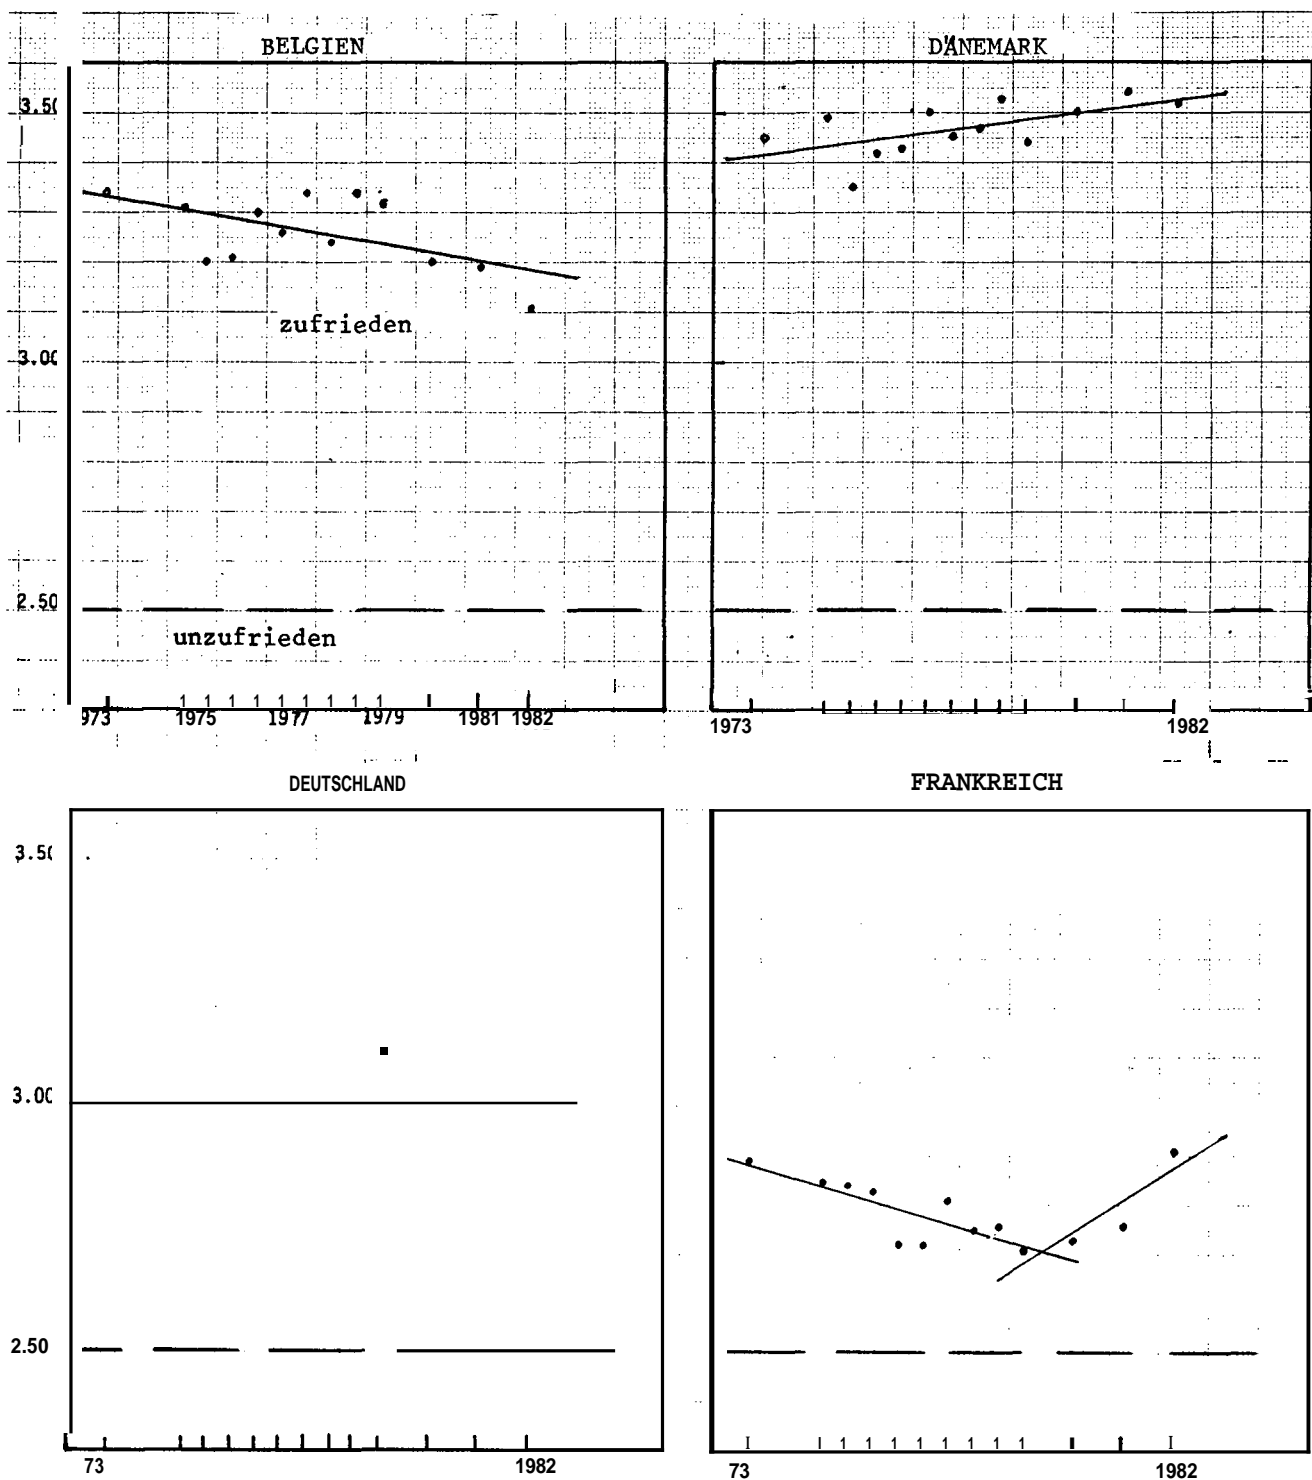 BELGIEN
DÄNEMARK
3.50
zufrieden
3.00
2.50
unzufrieden
973 1975 1977 1979 1981 1982
1973 1982
DEUTSCHLAND
FRANKREICH
3.50
3.00
2.50
73 1982
73 1982